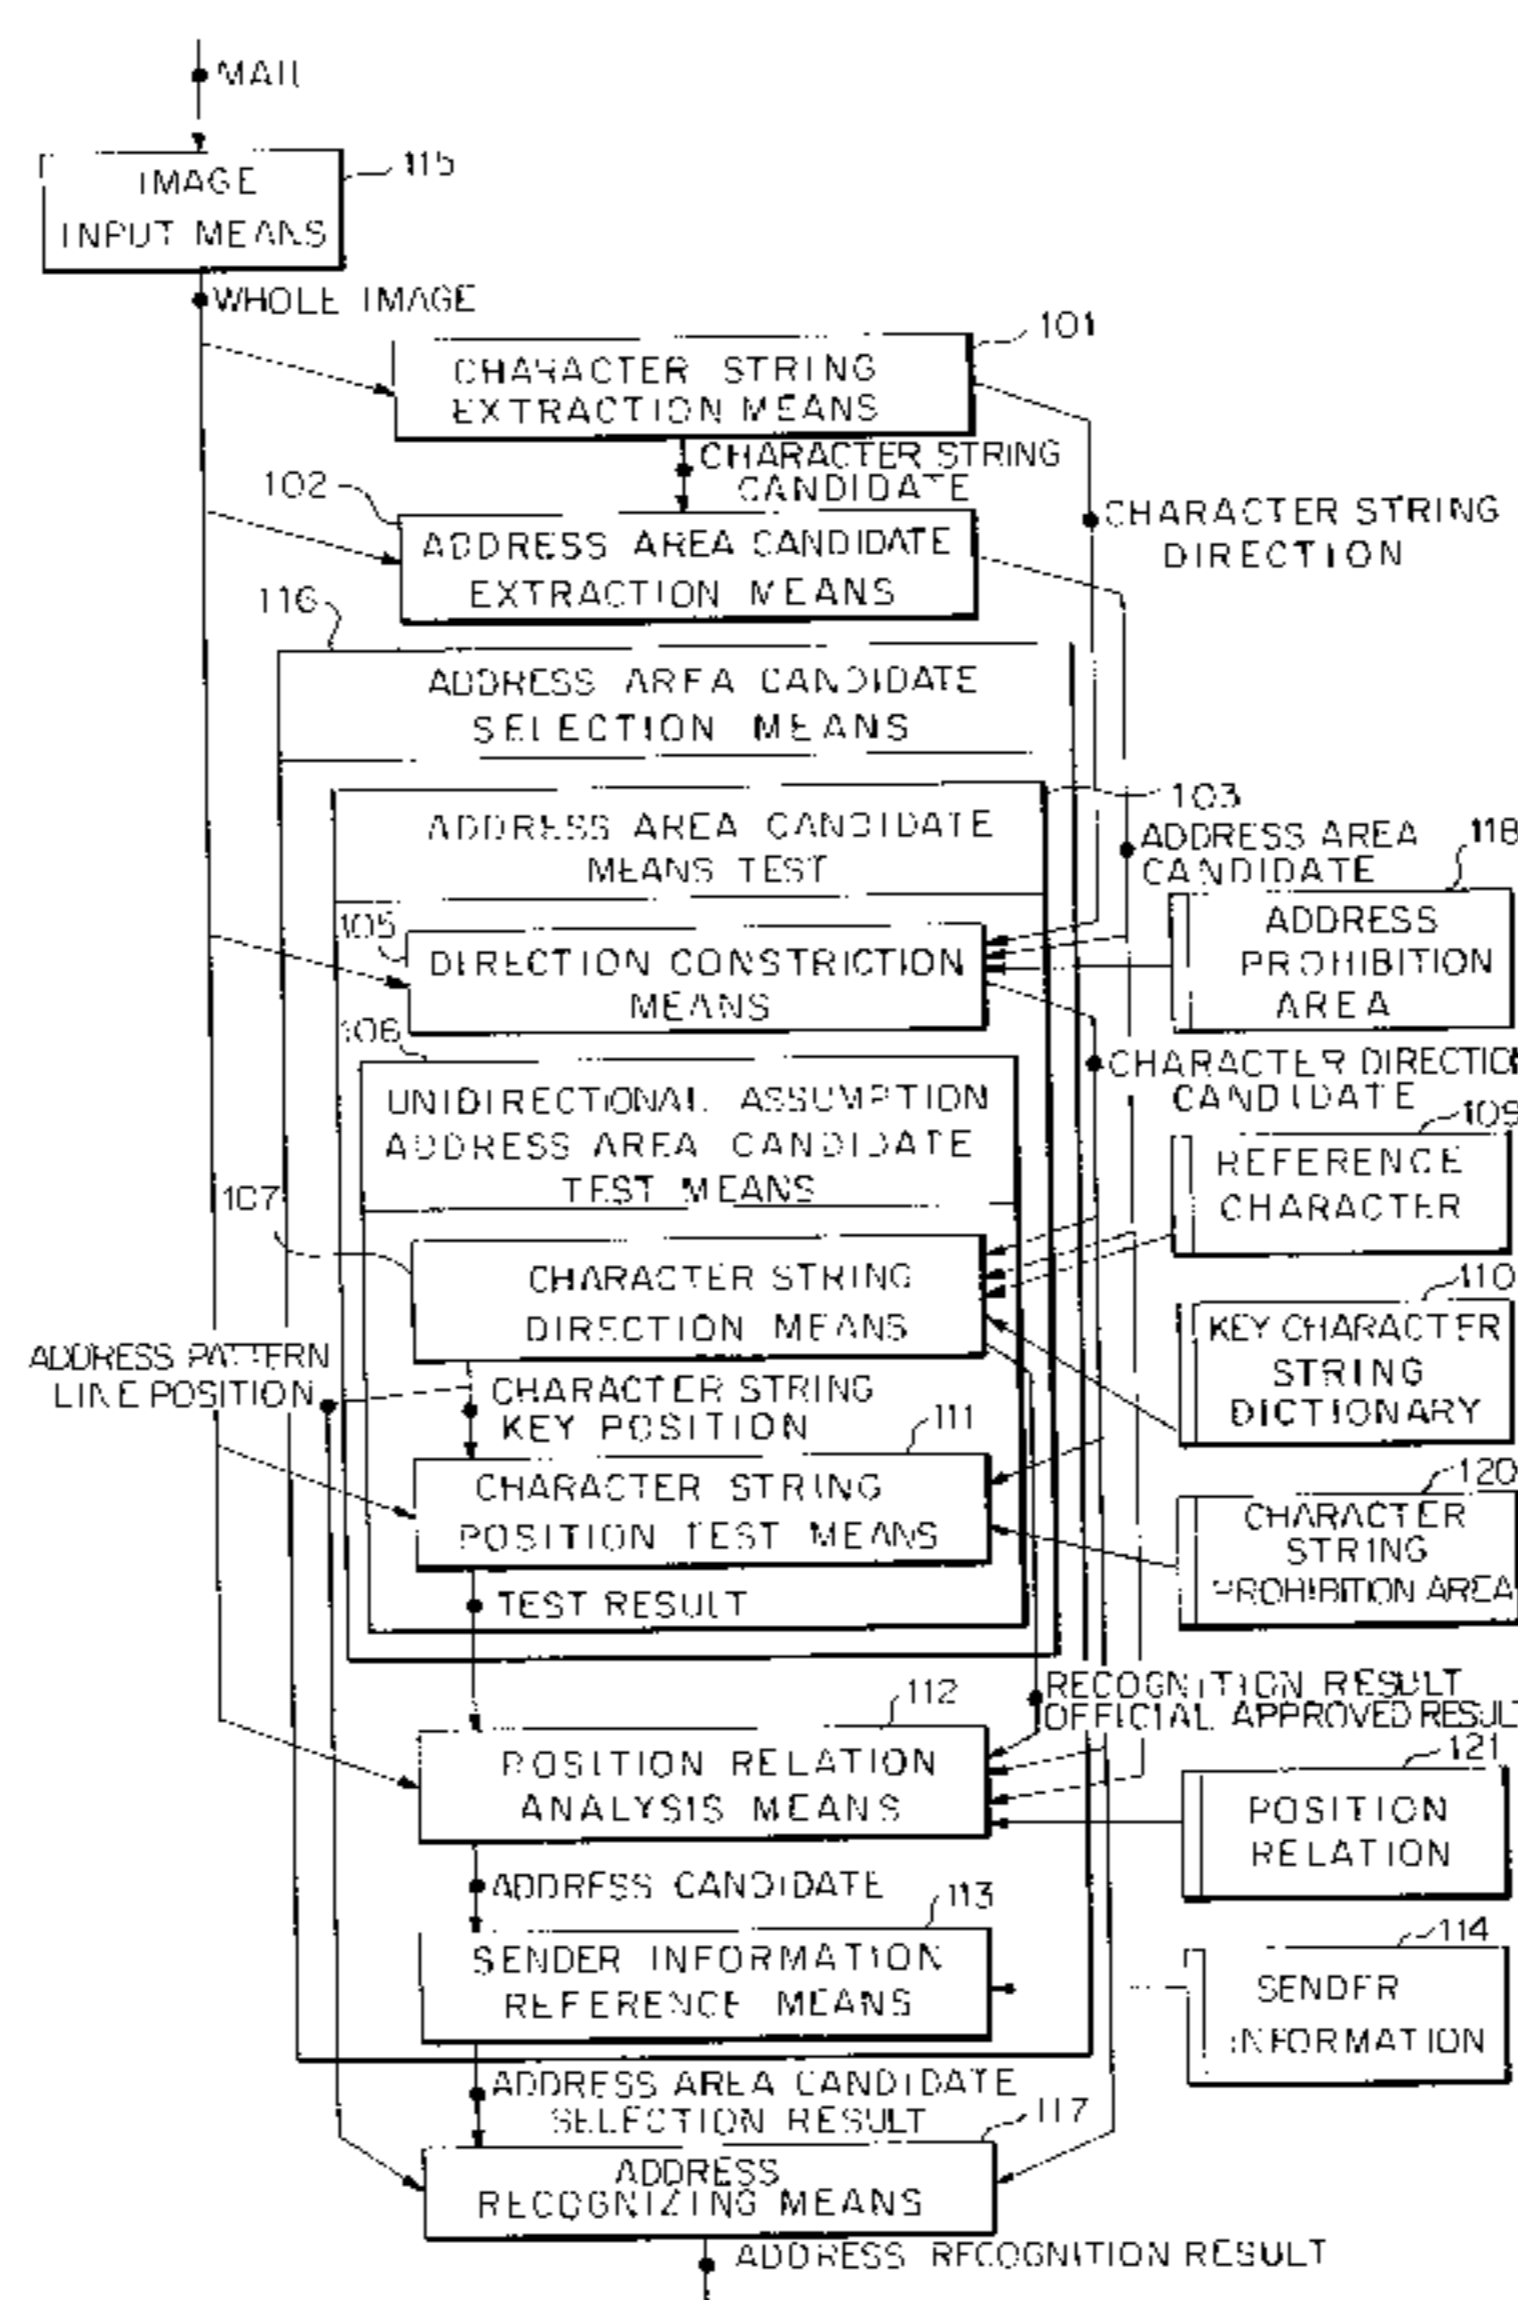 MAIL
115
IMAGE
INPUT MEANS
WHOLE IMAGE
101
CHARACTER STRING
EXTRACTION MEANS
CHARACTER STRING
CANDIDATE
102
CHARACTER STRING
DIRECTION
ADDRESS AREA CANDIDATE
EXTRACTION MEANS
116
ADDRESS AREA CANDIDATE
SELECTION MEANS
103
ADDRESS AREA CANDIDATE
MEANS TEST
ADDRESS AREA
CANDIDATE
118
105
DIRECTION CONSTRICTION
MEANS
ADDRESS
PROHIBITION
AREA
106
CHARACTER DIRECTION
CANDIDATE
UNIDIRECTIONAL ASSUMPTION
ADDRESS AREA CANDIDATE
TEST MEANS
109
REFERENCE
CHARACTER
107
CHARACTER STRING
DIRECTION MEANS
110
KEY CHARACTER
STRING
DICTIONARY
ADDRESS PATTERN
LINE POSITION
CHARACTER STRING
KEY POSITION
111
CHARACTER STRING
POSITION TEST MEANS
120
CHARACTER
STRING
PROHIBITION AREA
TEST RESULT
RECOGNITION RESULT
OFFICIAL APPROVED RESULT
112
POSITION RELATION
ANALYSIS MEANS
121
POSITION
RELATION
ADDRESS CANDIDATE
113
SENDER INFORMATION
REFERENCE MEANS
114
SENDER
INFORMATION
ADDRESS AREA CANDIDATE
SELECTION RESULT
117
ADDRESS
RECOGNIZING MEANS
ADDRESS RECOGNITION RESULT